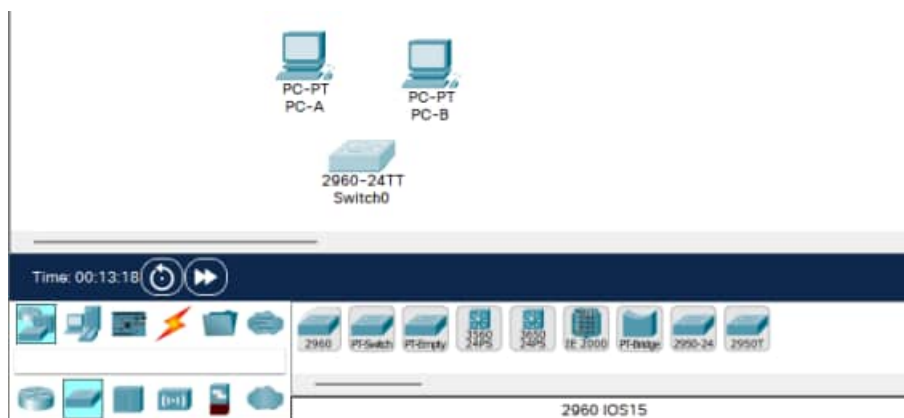 PC-PT
PC-A
PC-PT
PC-B
2960-24TT
Switch0
Time: 00:13:18
2960
PT-Switch
PT-Empty
3560
24PS
3650
24PS
IE 2000
PT-Bridge
2950-24
2950T
2960 IOS15